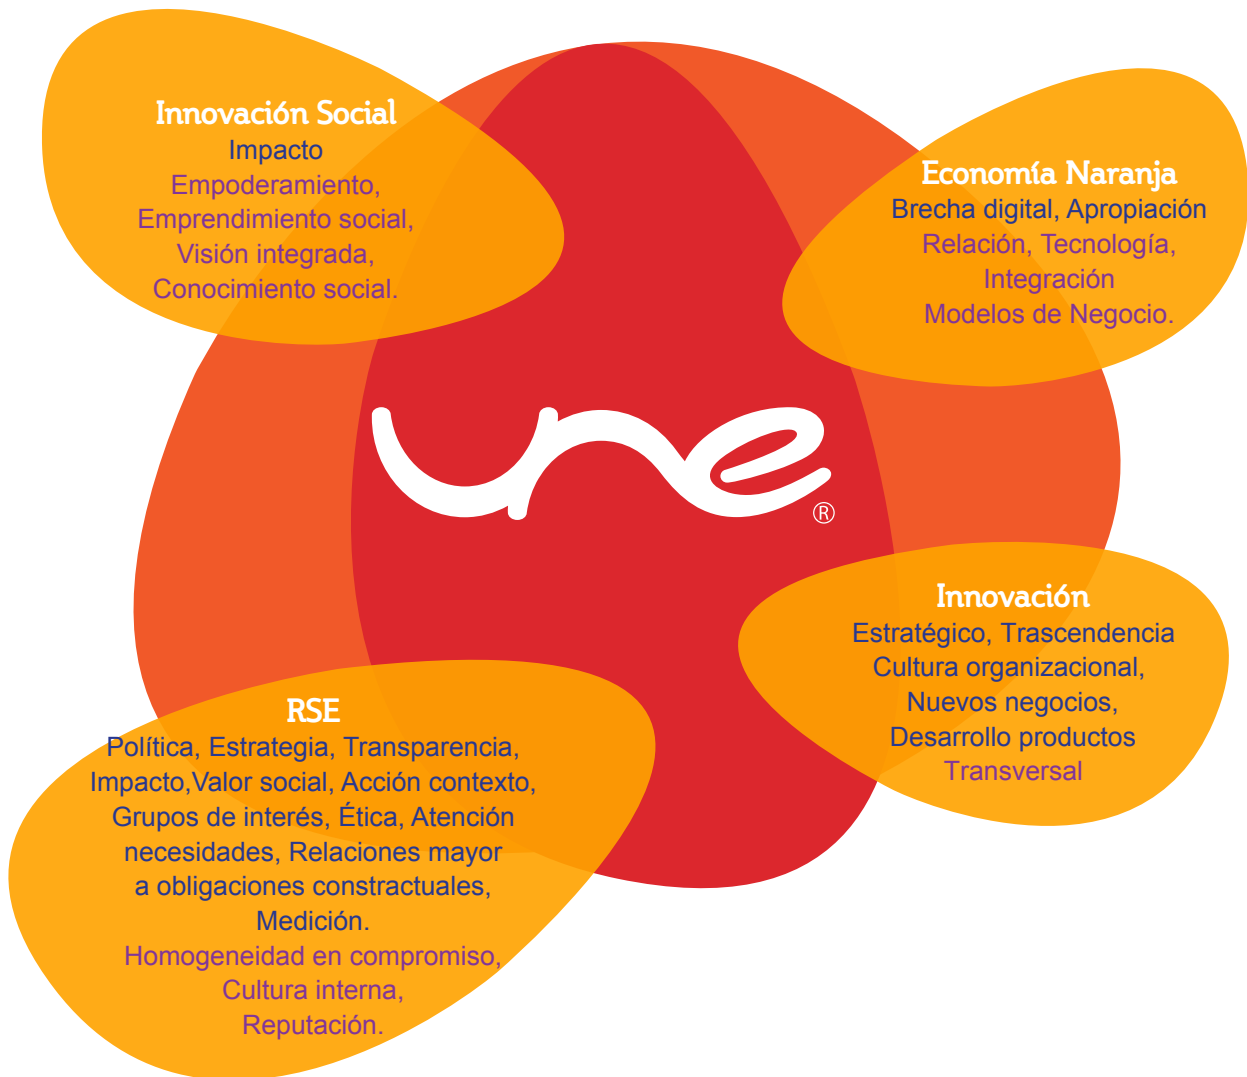 Innovación Social
Impacto
Empoderamiento,
Emprendimiento social,
Visión integrada,
Conocimiento social.
Economía Naranja
Brecha digital, Apropiación
Relación, Tecnología,
Integración
Modelos de Negocio.
une
®
Innovación
Estratégico, Trascendencia
Cultura organizacional,
Nuevos negocios,
Desarrollo productos
Transversal
RSE
Política, Estrategia, Transparencia,
Impacto,Valor social, Acción contexto,
Grupos de interés, Ética, Atención
necesidades, Relaciones mayor
a obligaciones constractuales,
Medición.
Homogeneidad en compromiso,
Cultura interna,
Reputación.